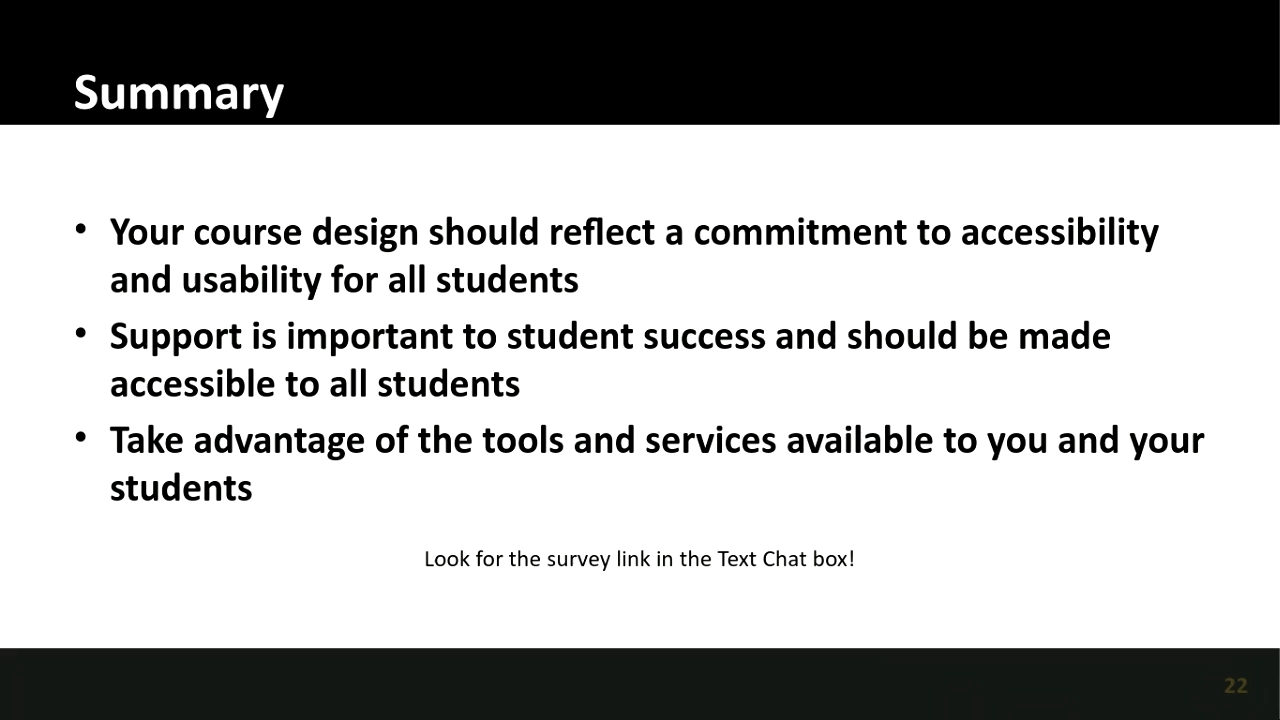 Summary
• Your course design should reflect a commitment to accessibility
and usability for all students
• Support is important to student success and should be made
accessible to all students
• Take advantage of the tools and services available to you and your
students
Look for the survey link in the Text Chat box!
22